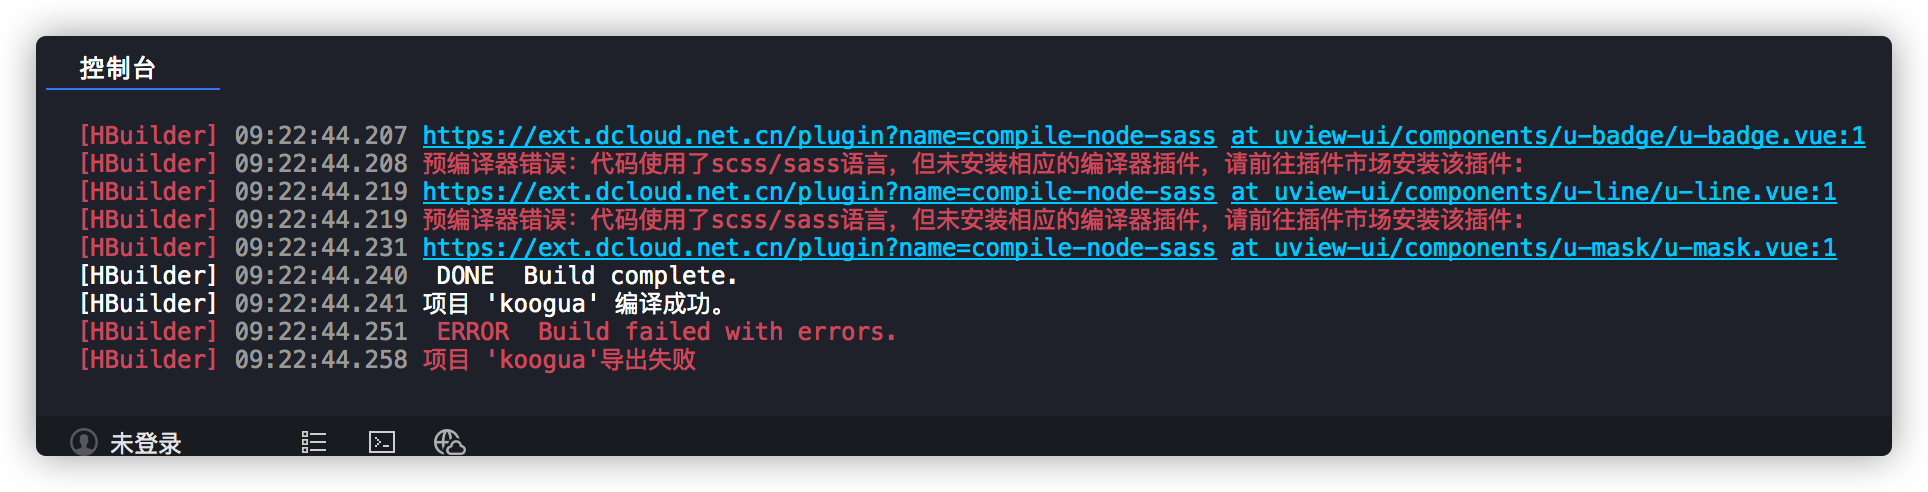 控制台
[HBuilder] 09:22:44.207 https://ext.dcloud.net.cn/plugin?name=compile-node-sass at uview-ui/components/u-badge/u-badge.vue:1
[HBuilder] 09:22:44.208 预编译器错误：代码使用了scss/sass语言，但未安装相应的编译器插件，请前往插件市场安装该插件:
[HBuilder] 09:22:44.219 https://ext.dcloud.net.cn/plugin?name=compile-node-sass at uview-ui/components/u-line/u-line.vue:1
[HBuilder] 09:22:44.219 预编译器错误：代码使用了scss/sass语言，但未安装相应的编译器插件，请前往插件市场安装该插件:
[HBuilder] 09:22:44.231 https://ext.dcloud.net.cn/plugin?name=compile-node-sass at uview-ui/components/u-mask/u-mask.vue:1
[HBuilder] 09:22:44.240  DONE  Build complete.
[HBuilder] 09:22:44.241 项目 'koogua' 编译成功。
[HBuilder] 09:22:44.251  ERROR  Build failed with errors.
[HBuilder] 09:22:44.258 项目 'koogua'导出失败
未登录